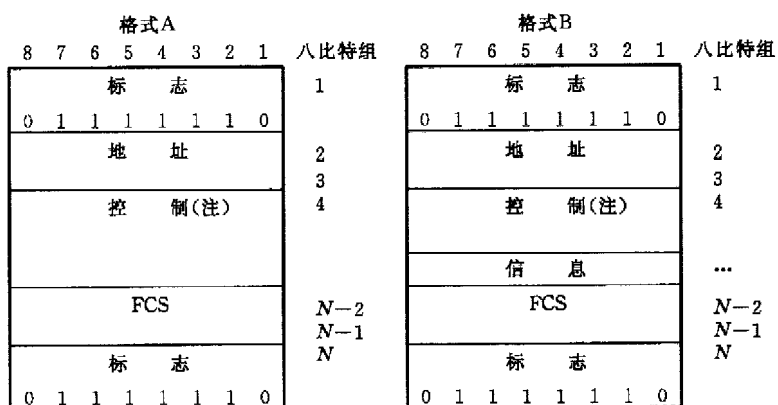 格式A 格式B
8 7 6 5 4 3 2 1 八比特组 8 7 6 5 4 3 2 1 八比特组
标 志 1 标 志 1
0 1 1 1 1 1 1 0 0 1 1 1 1 1 1 0
地 址 2 地 址 2
3 3
控 制(注) 4 控 制(注) 4
信 息 …
FCS N-2 FCS N-2
N-1 N-1
标 志 N 标 志 N
0 1 1 1 1 1 1 0 0 1 1 1 1 1 1 0